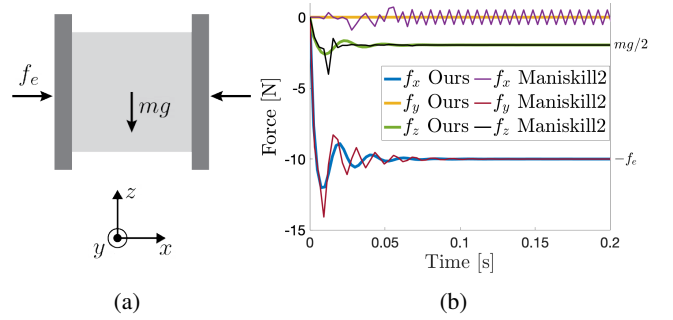 f_e
mg
z
y
x
(a)
Force [N]
0
-5
-10
-15
f_x Ours f_x Maniskill2
f_y Ours f_y Maniskill2
f_z Ours f_z Maniskill2
mg/2
-f_e
0 0.05 0.1 0.15 0.2
Time [s]
(b)